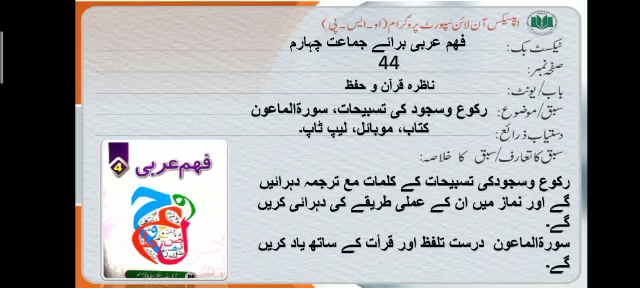 اپسیکس آن لائن سپورٹ پروگرام (او۔ایس۔پی)
ٹیکسٹ بک: فہم عربی برائے جماعت چہارم
صفحہ نمبر: 44
باب/یونٹ: ناظرہ قرآن و حفظ
سبق/موضوع: رکوع وسجود کی تسبیحات، سورۃالماعون
دستیاب ذرائع: کتاب، موبائل، لیپ ٹاپ۔
سبق کا تعارف/سبق کا خلاصہ:
رکوع وسجودکی تسبیحات کے کلمات مع ترجمہ دہرائیں
گے اور نماز میں ان کے عملی طریقے کی دہرائی کریں
گے۔
سورۃالماعون درست تلفظ اور قرأت کے ساتھ یاد کریں
گے۔
فہم عربی
4